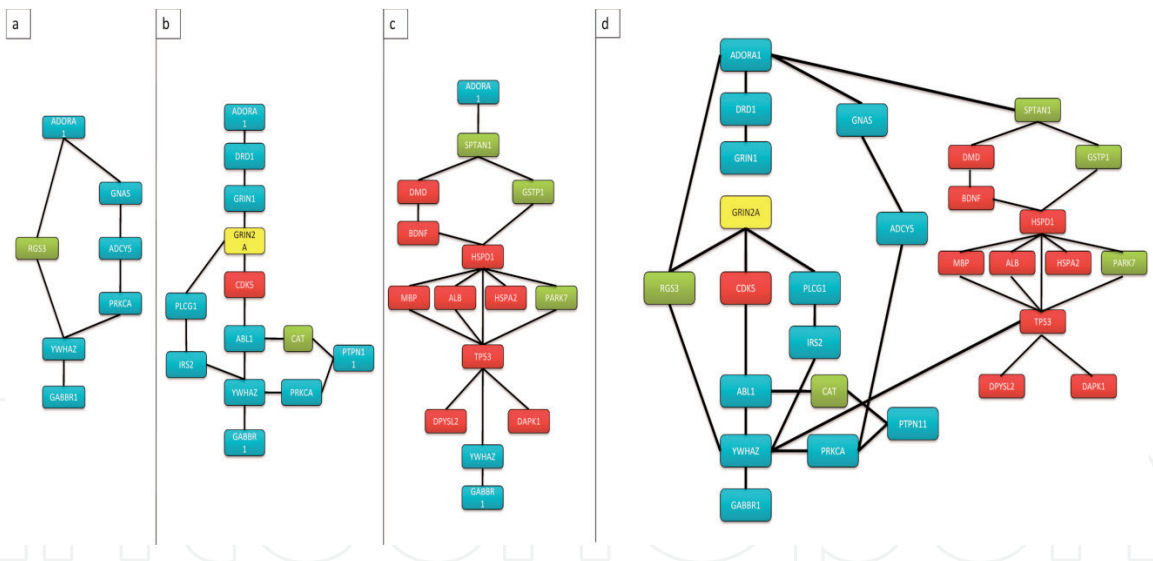 a
ADORA
1
GNAS
RGS3
ADCY5
PRKCA
YWHAZ
GABBR1
b
ADORA
1
DRD1
GRIN1
GRIN2
A
CDK5
PLCG1
ABL1
CAT
PTPN1
1
IRS2
YWHAZ
PRKCA
GABBR
1
c
ADORA
1
SPTAN1
DMD
GSTP1
BDNF
HSPD1
MBP
ALB
HSPA2
PARK7
TP53
DPYSL2
DAPK1
YWHAZ
GABBR
1
d
ADORA1
DRD1
GNAS
SPTAN1
GRIN1
DMD
GSTP1
BDNF
GRIN2A
HSPD1
ADCY5
MBP
ALB
HSPA2
PARK7
RGS3
CDK5
PLCG1
TP53
IRS2
DPYSL2
DAPK1
ABL1
CAT
PTPN11
YWHAZ
PRKCA
GABBR1